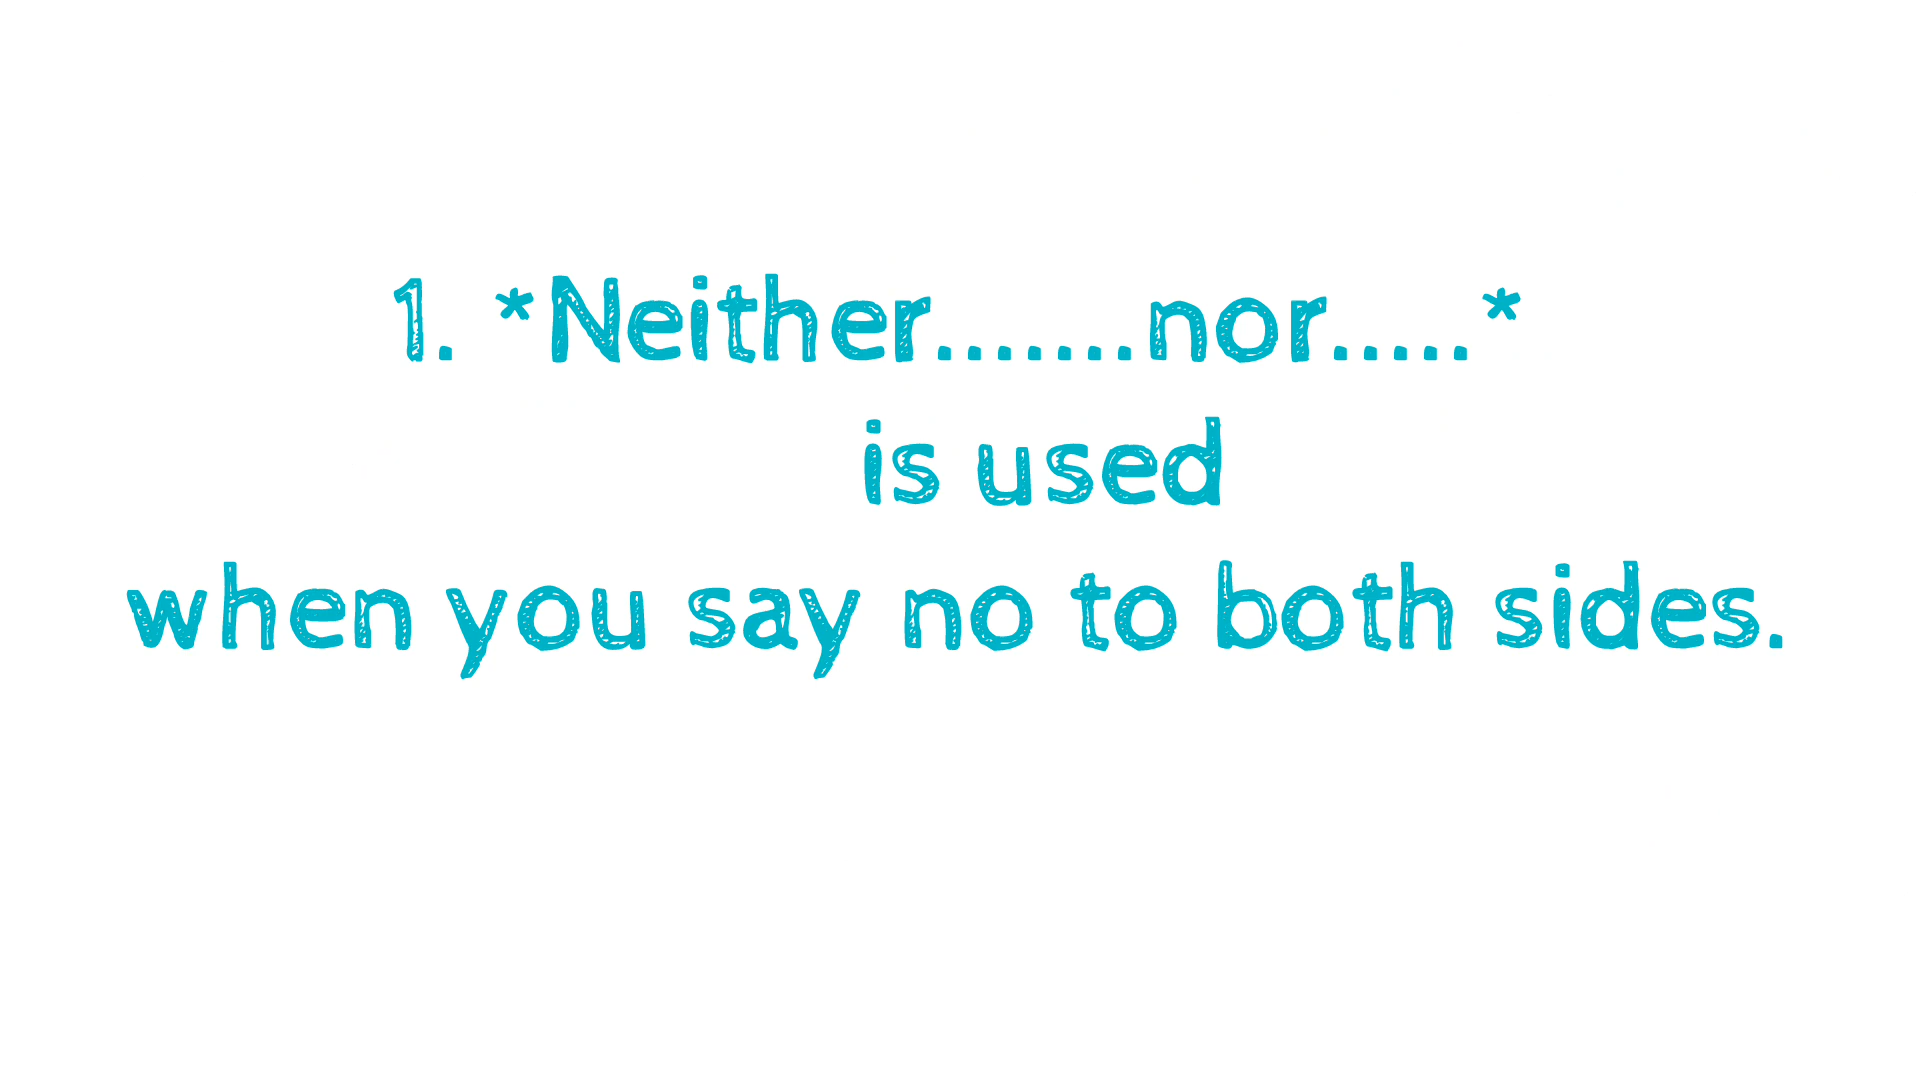 1. *Neither.......nor.....*
is used
when you say no to both sides.